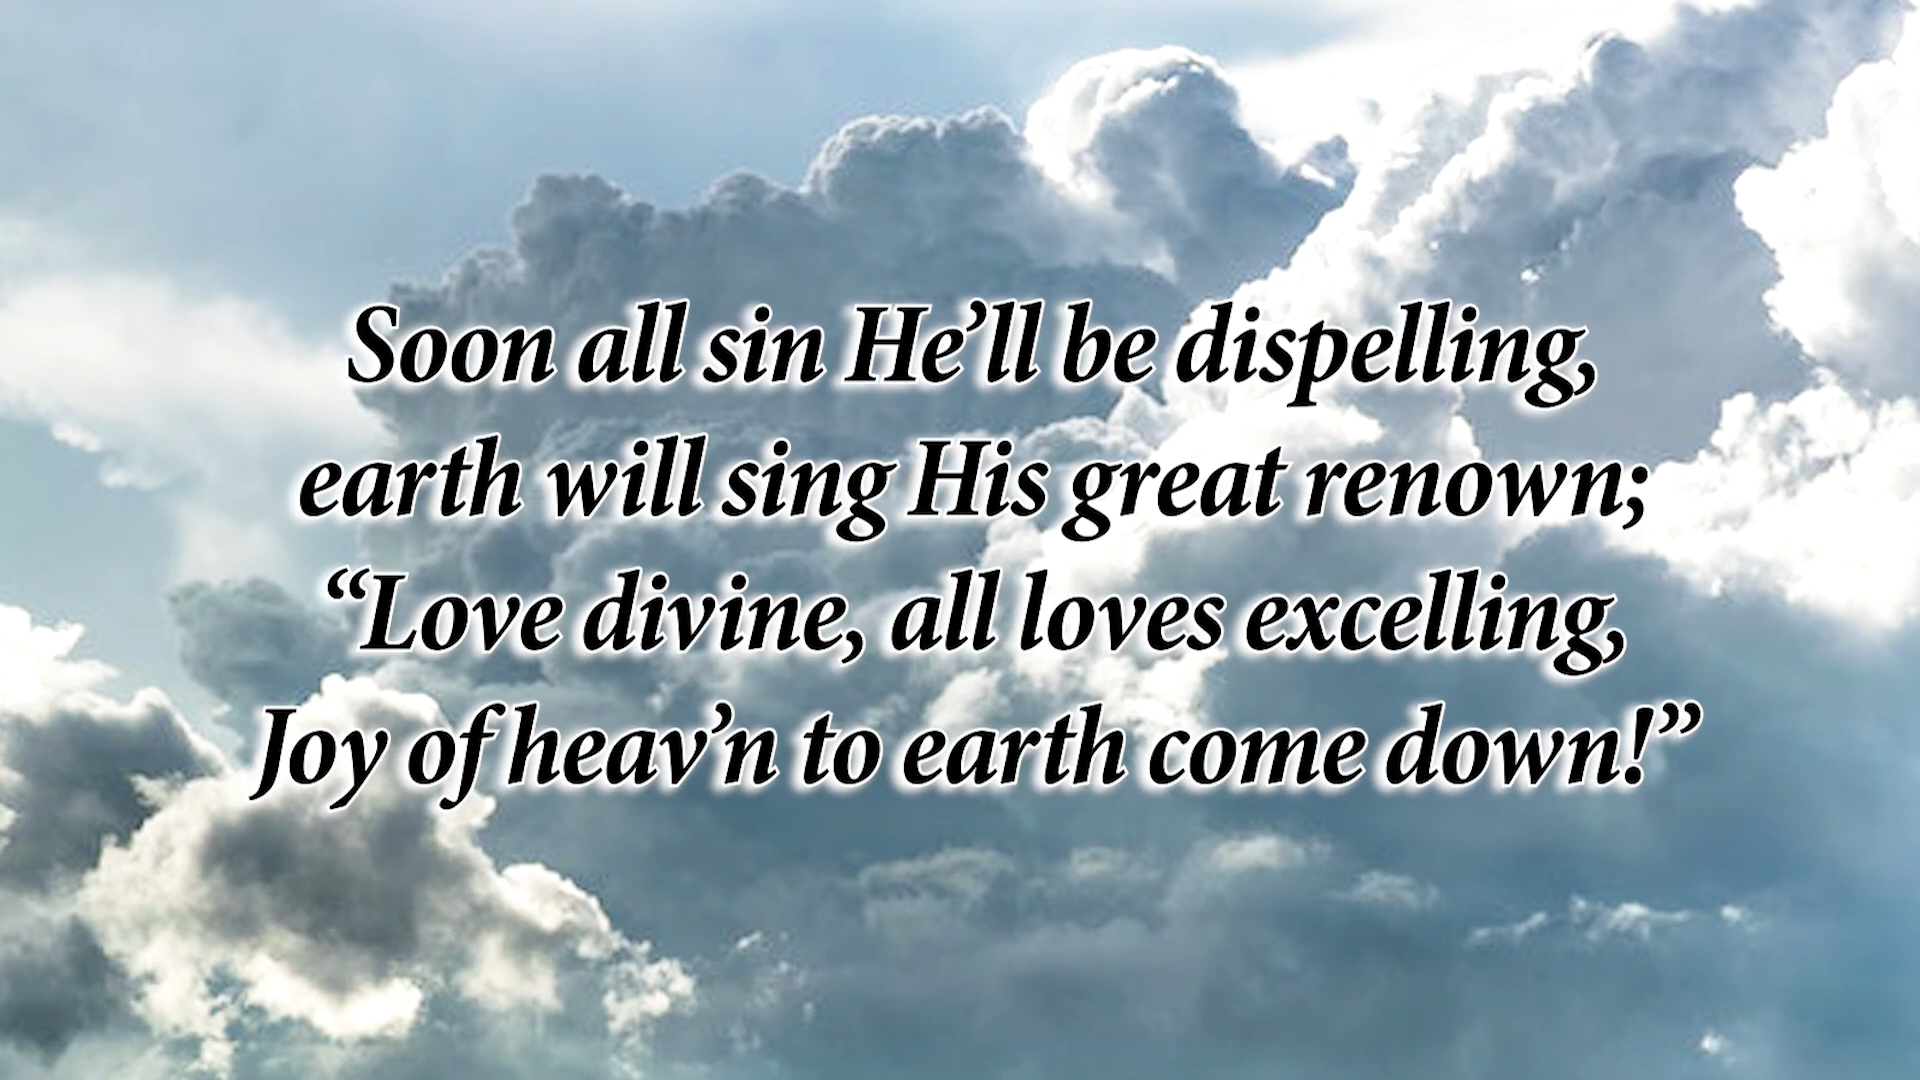 Soon all sin He’ll be dispelling,
earth will sing His great renown;
“Love divine, all loves excelling,
Joy of heav’n to earth come down!”